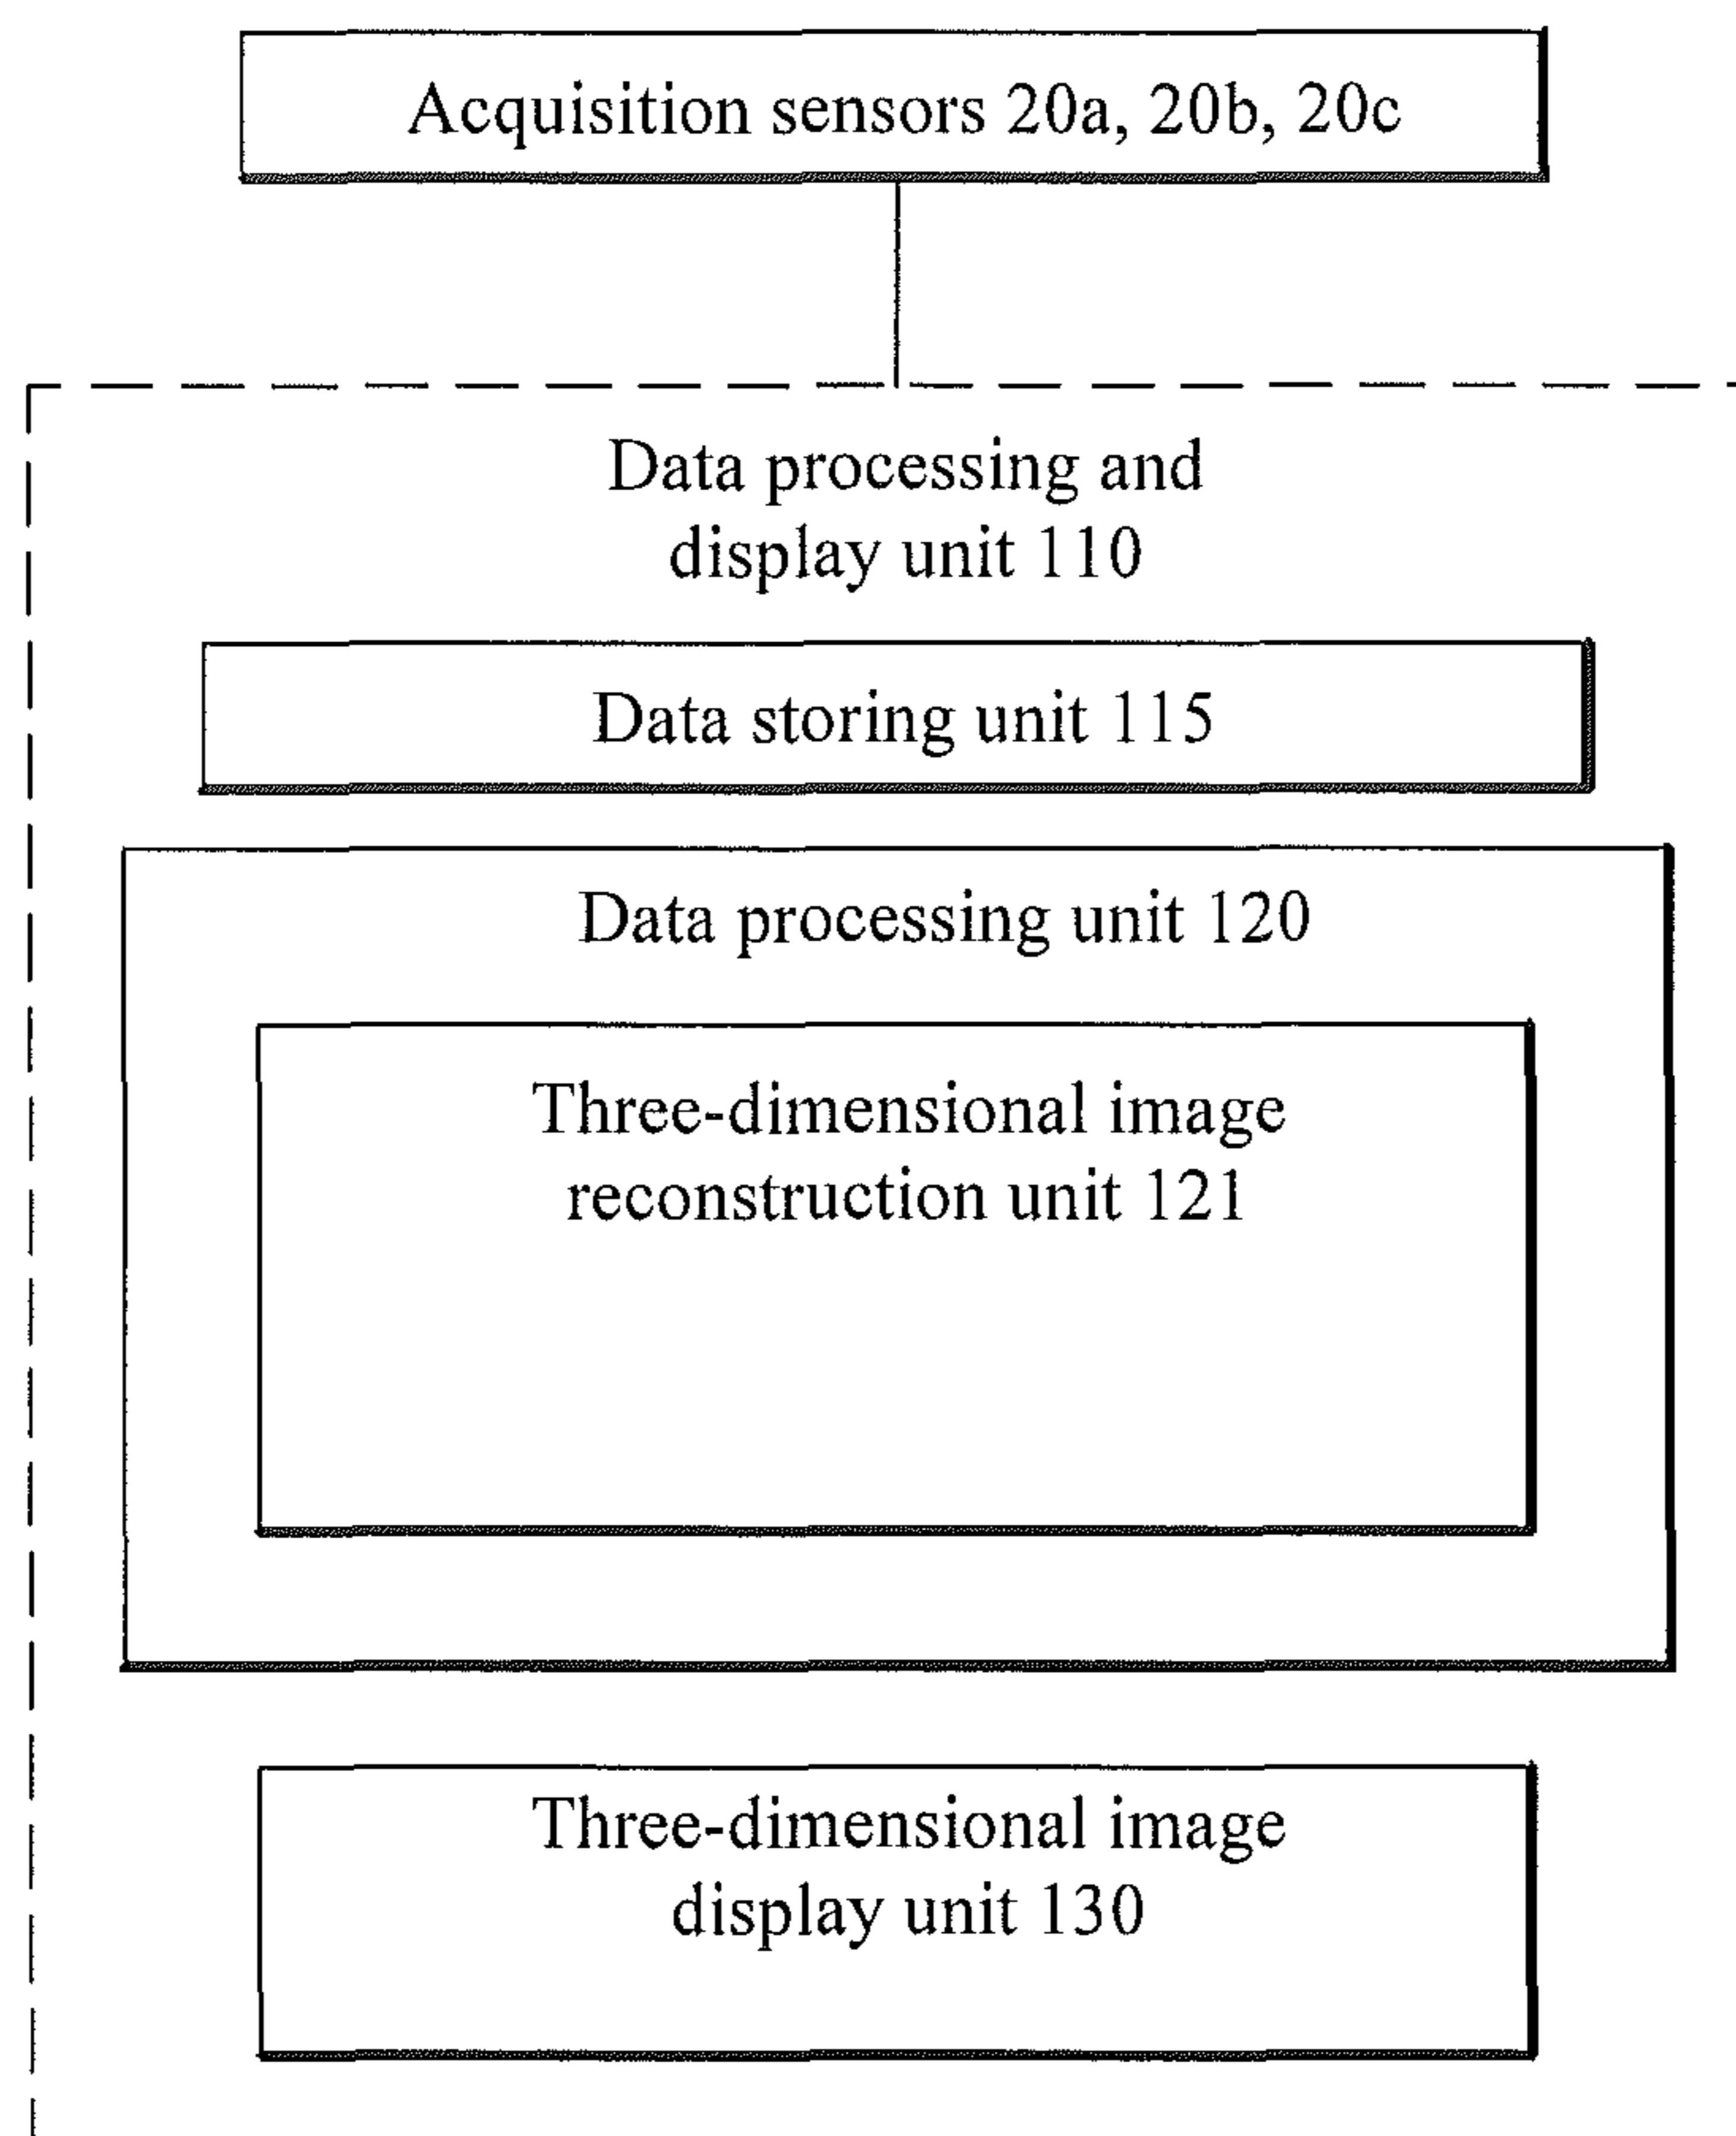 Acquisition sensors 20a, 20b, 20c
Data processing and
display unit 110
Data storing unit 115
Data processing unit 120
Three-dimensional image
reconstruction unit 121
Three-dimensional image
display unit 130